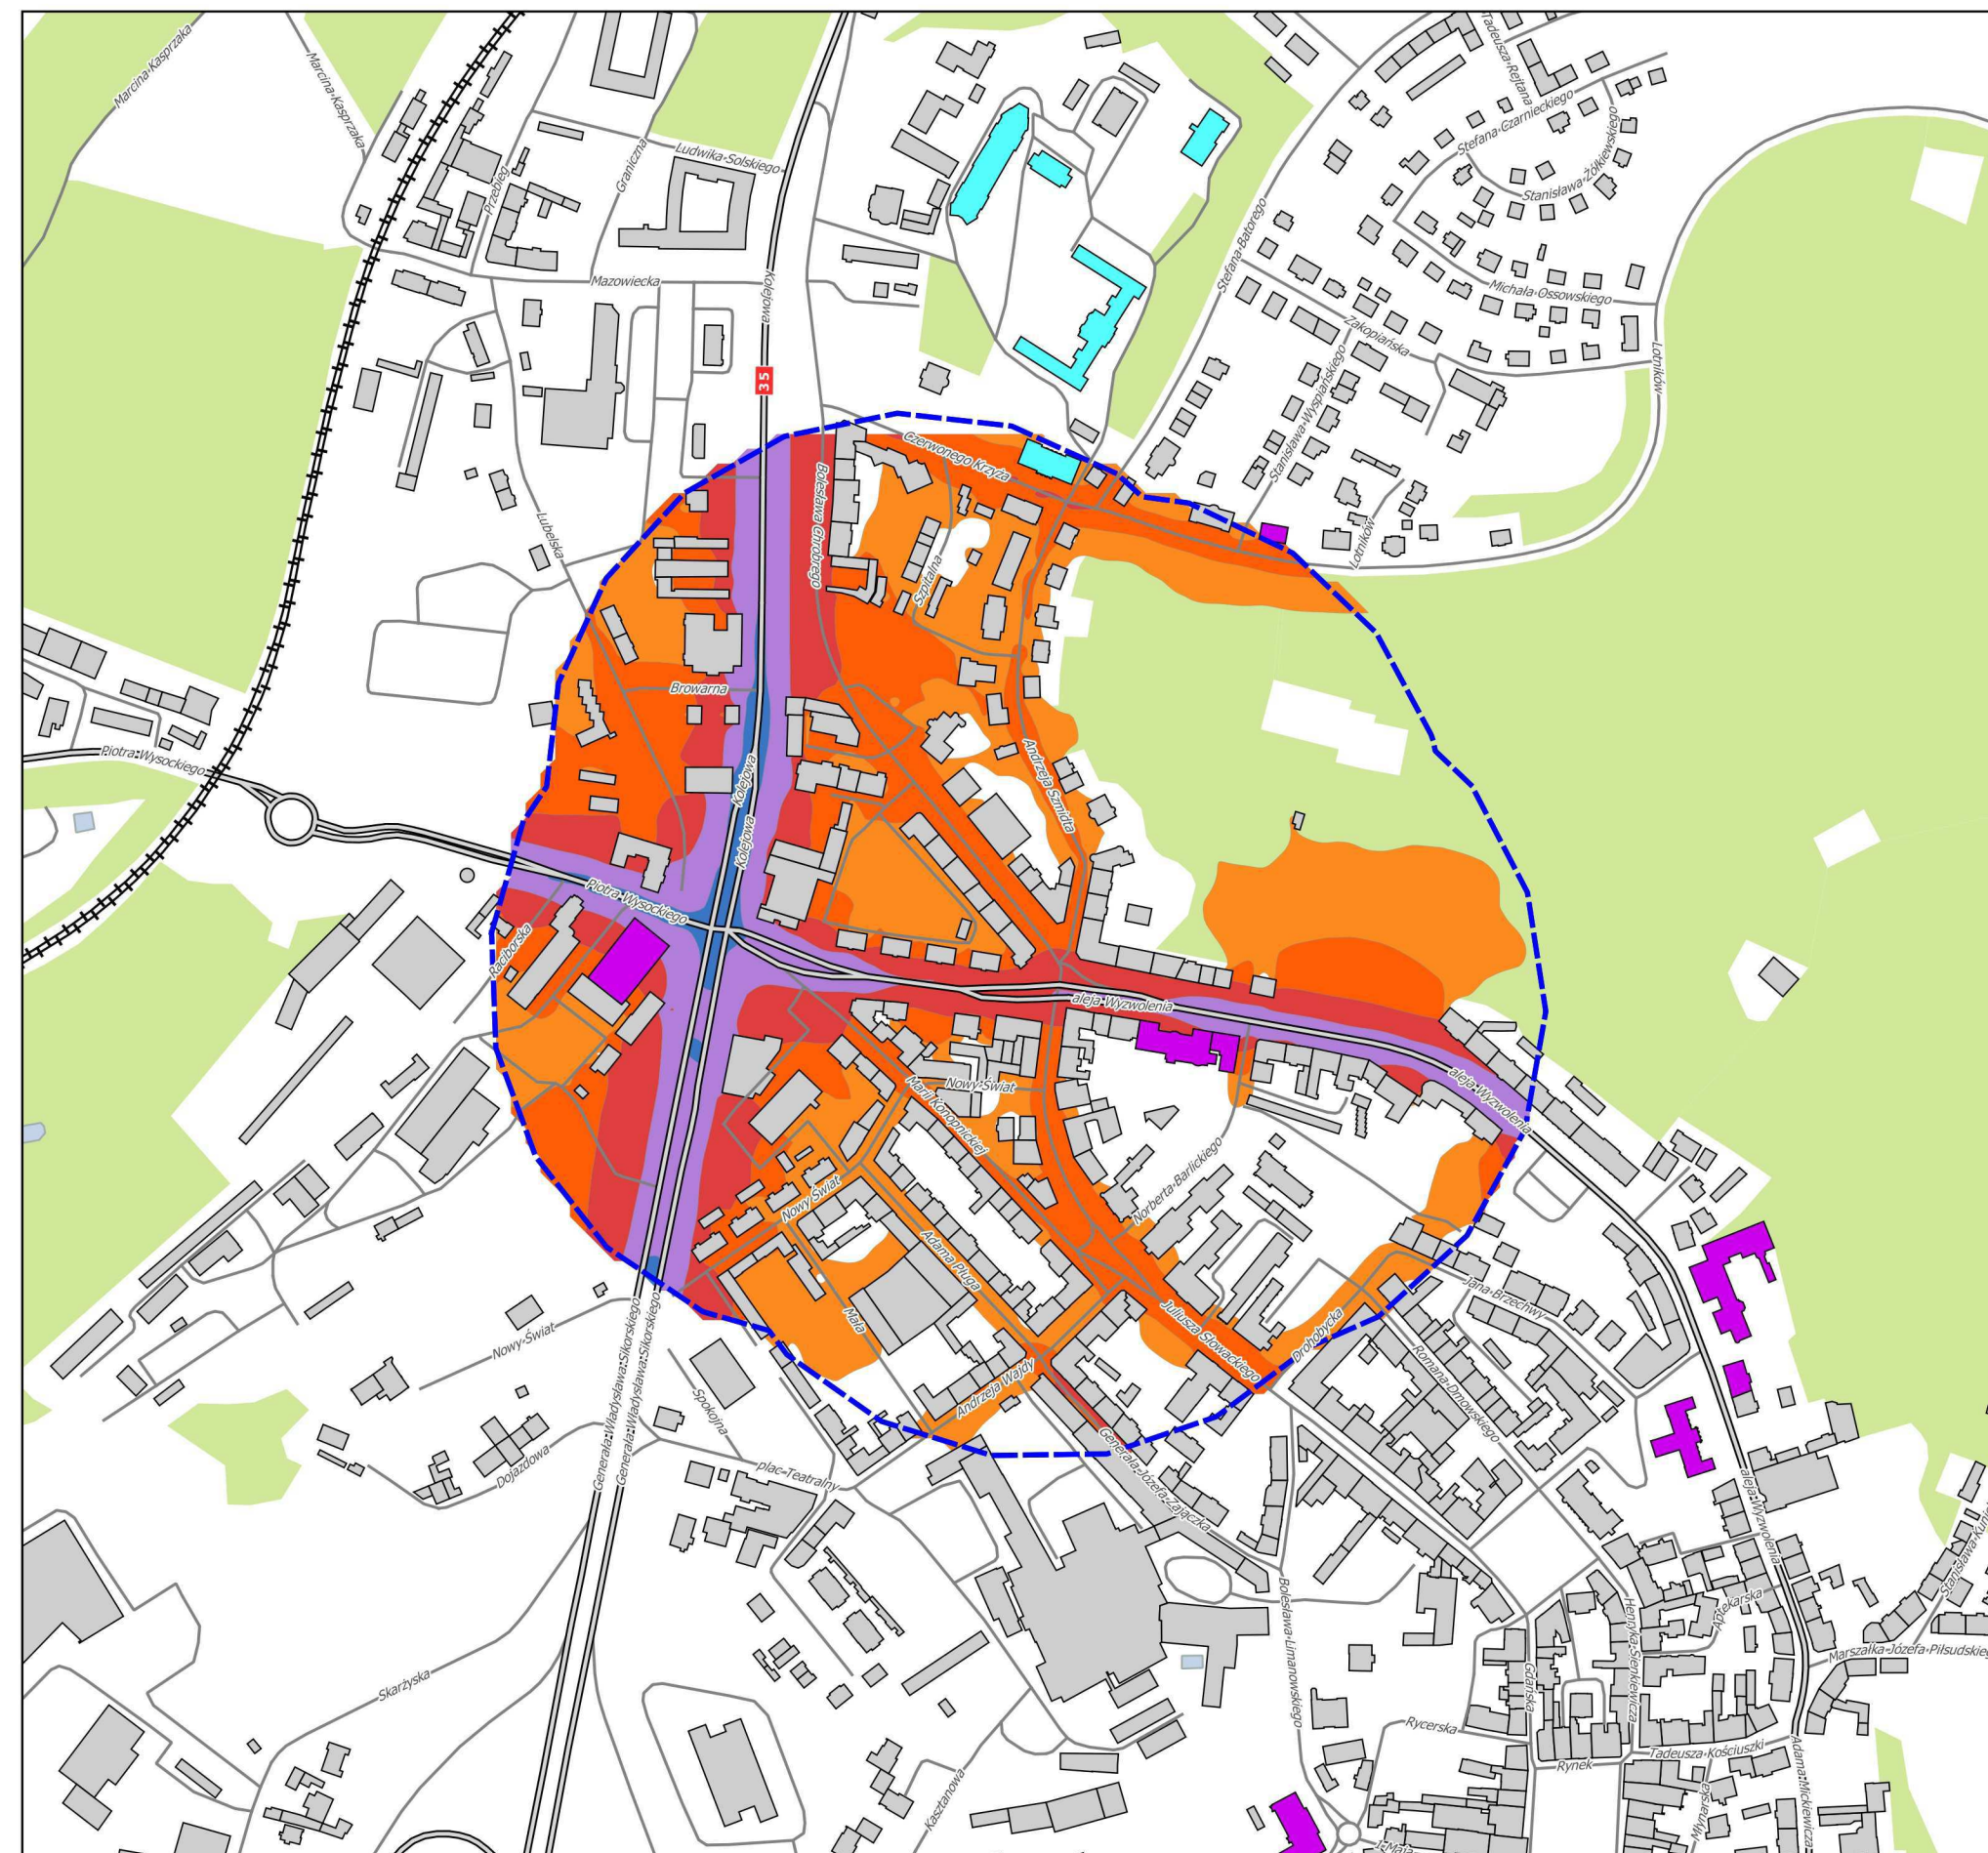 Marcina Kasprzaka
Marcina Kasprzaka
Przebieg
Graniczna
Ludwika Solskiego
Mazowiecka
Kolejowa
35
Tadeusza Rejtana
Stefana Czarnieckiego
Stanisława Żółkiewskiego
Stefana Batorego
Michała Ossowskiego
Zakopiańska
Stanisława Wyspiańskiego
Lotników
Lotników
Czerwonego Krzyża
Bolesława Chrobrego
Szpitalna
Lubelska
Browarna
Piotra Wysockiego
Kolejowa
Kolejowa
Andrzeja Szmidta
Piotra Wysockiego
Raciborska
aleja Wyzwolenia
aleja Wyzwolenia
Nowy Świat
Marii Konopnickiej
Norberta Barlickiego
Nowy Świat
Adama Pługa
Mała
Juliusza Słowackiego
Jana Brzechwy
Drohobycka
Romana Dmowskiego
Nowy Świat
Generała Władysława Sikorskiego
Generała Władysława Sikorskiego
Spokojna
Andrzeja Wajdy
Generała Józefa Zajączka
Dojazdowa
plac Teatralny
aleja Wyzwolenia
Bolesława Limanowskiego
Aptekarska
Henryka Sienkiewicza
Marszałka Józefa Piłsudskie
Skarżyska
Gdańska
Rycerska
Rynek
Tadeusza Kościuszki
Kasztanowa
Młynarska
Adama Mickiewicza
1 Maja